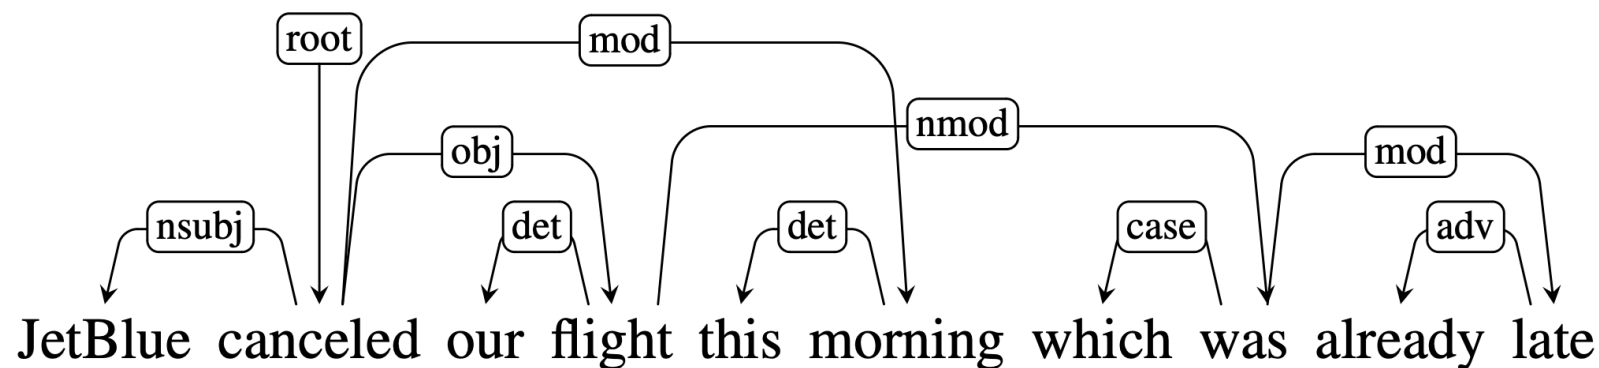 root mod
nmod
obj mod
nsubj det det case adv
JetBlue canceled our flight this morning which was already late